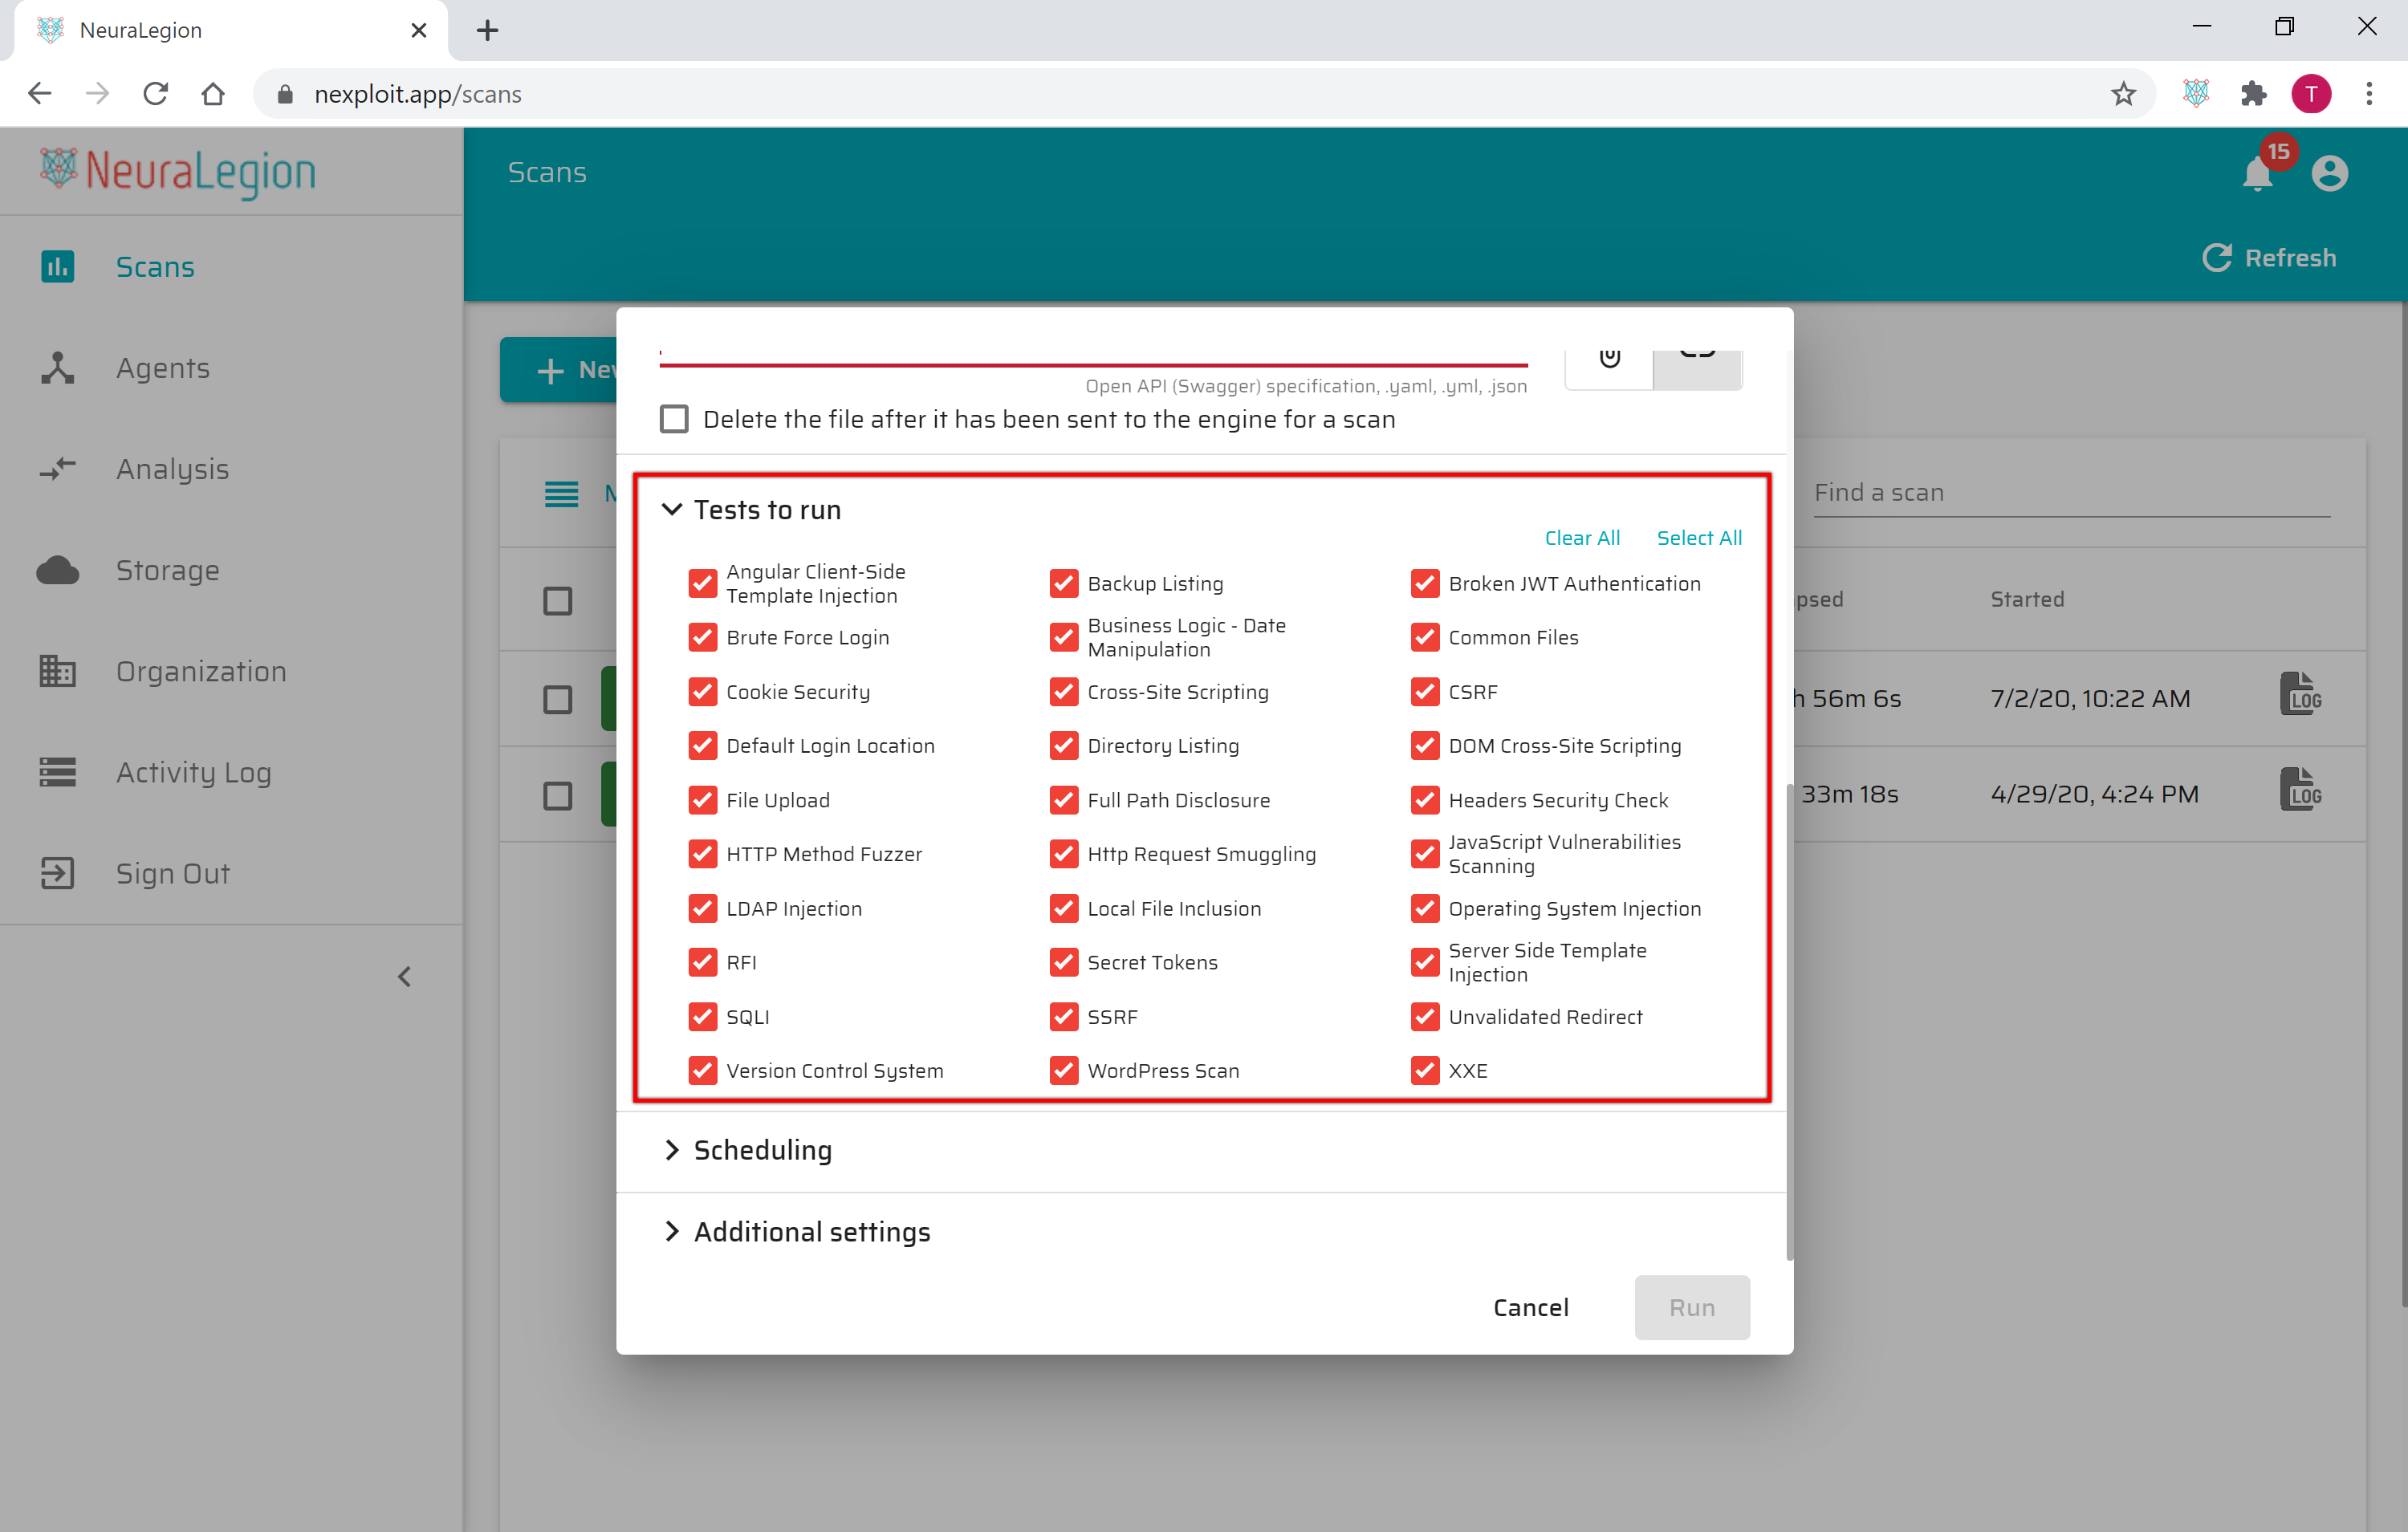 NeuraLegion
nexploit.app/scans
T
NeuraLegion
Scans
15
Refresh
Scans
Agents
Analysis
Storage
Organization
Activity Log
Sign Out
Open API (Swagger) specification, .yaml, .yml, .json
Delete the file after it has been sent to the engine for a scan
Find a scan
Tests to run
Clear All Select All
Angular Client-Side
Template Injection
Backup Listing
Broken JWT Authentication
Brute Force Login
Business Logic - Date
Manipulation
Common Files
Cookie Security
Cross-Site Scripting
CSRF
Default Login Location
Directory Listing
DOM Cross-Site Scripting
File Upload
Full Path Disclosure
Headers Security Check
HTTP Method Fuzzer
Http Request Smuggling
JavaScript Vulnerabilities
Scanning
LDAP Injection
Local File Inclusion
Operating System Injection
RFI
Secret Tokens
Server Side Template
Injection
SQLI
SSRF
Unvalidated Redirect
Version Control System
WordPress Scan
XXE
Scheduling
Additional settings
Cancel
Run
Started
56m 6s 7/2/20, 10:22 AM LOG
33m 18s 4/29/20, 4:24 PM LOG